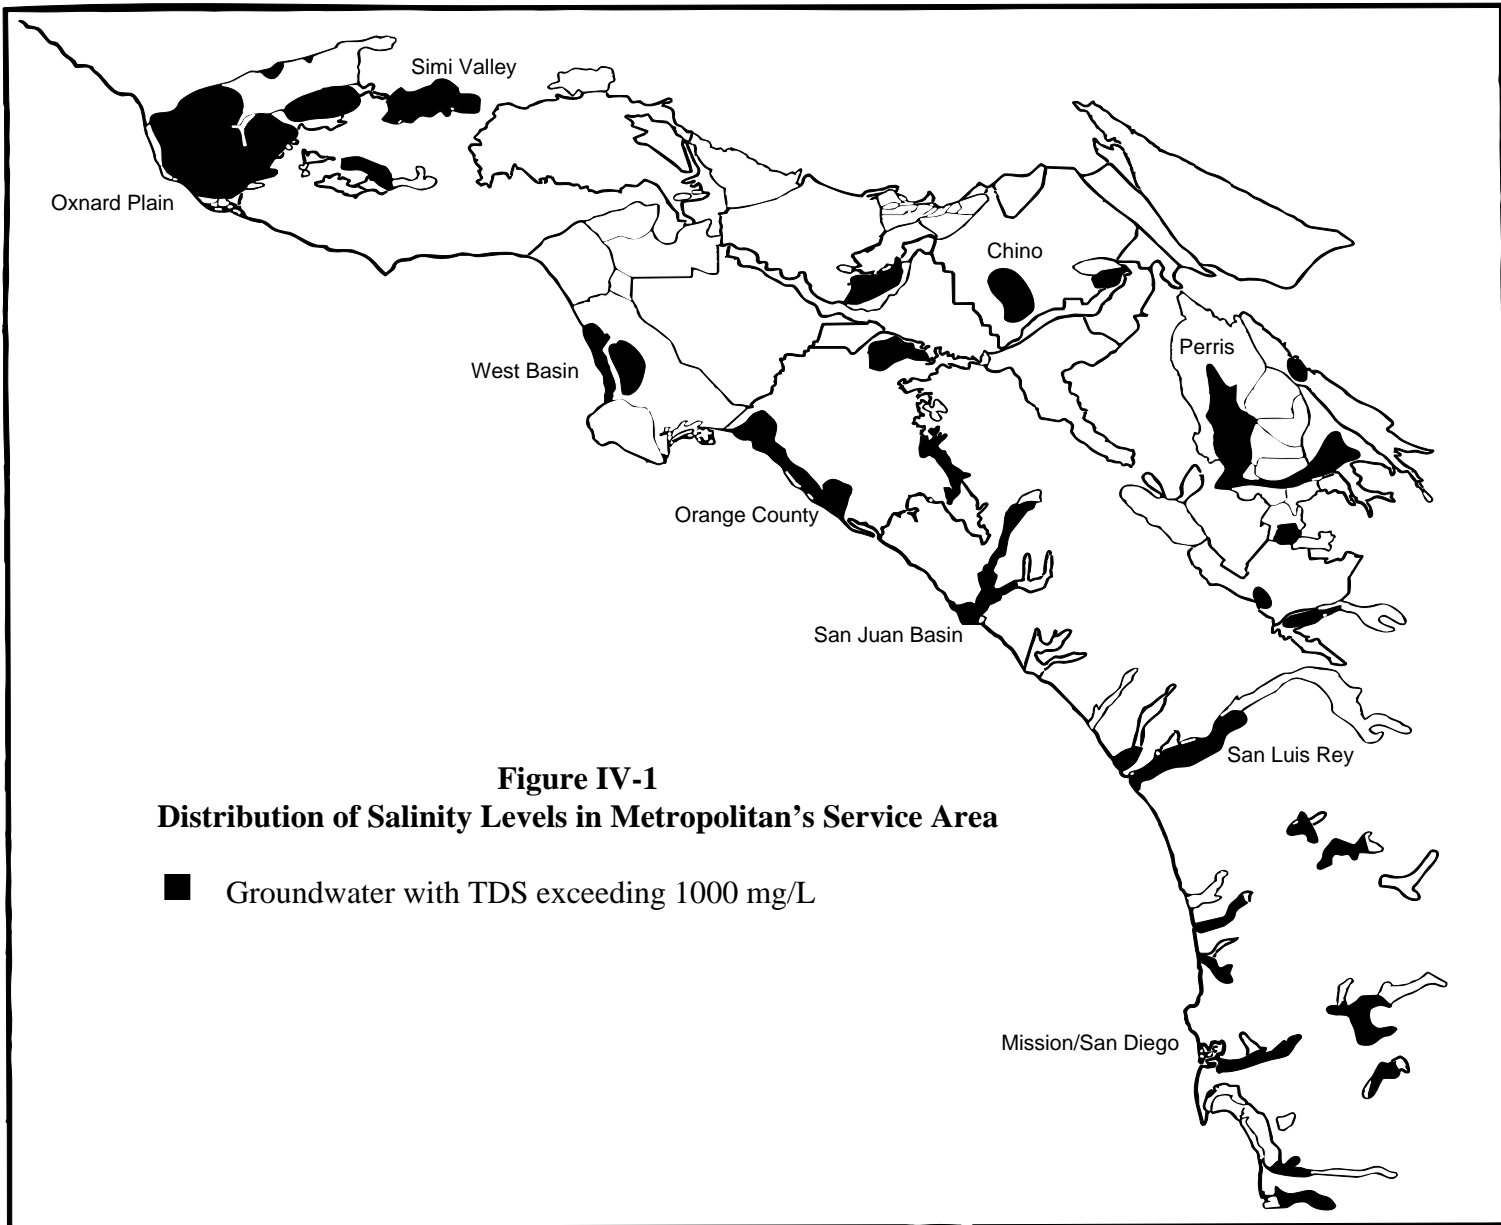 Simi Valley
Oxnard Plain
Chino
Perris
West Basin
Orange County
San Juan Basin
San Luis Rey
Figure IV-1
Distribution of Salinity Levels in Metropolitan's Service Area
Groundwater with TDS exceeding 1000 mg/L
Mission/San Diego